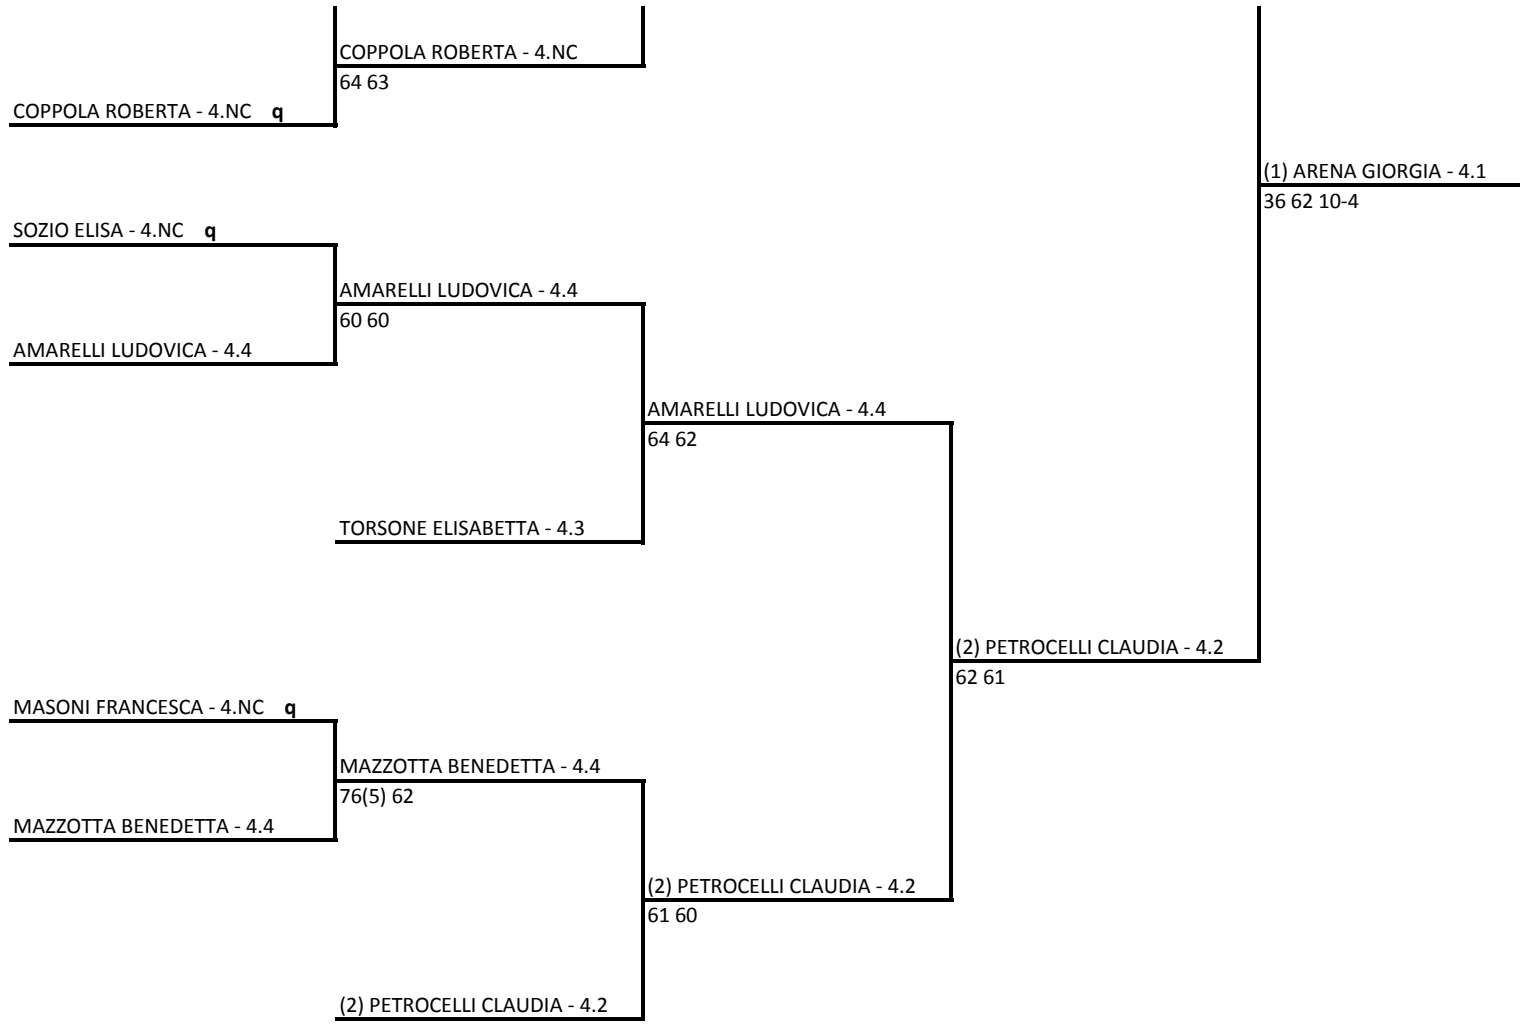 COPPOLA ROBERTA - 4.NC
64 63
COPPOLA ROBERTA - 4.NC q
(1) ARENA GIORGIA - 4.1
36 62 10-4
SOZIO ELISA - 4.NC q
AMARELLI LUDOVICA - 4.4
60 60
AMARELLI LUDOVICA - 4.4
AMARELLI LUDOVICA - 4.4
64 62
TORSONE ELISABETTA - 4.3
(2) PETROCELLI CLAUDIA - 4.2
62 61
MASONI FRANCESCA - 4.NC q
MAZZOTTA BENEDETTA - 4.4
76(5) 62
MAZZOTTA BENEDETTA - 4.4
(2) PETROCELLI CLAUDIA - 4.2
61 60
(2) PETROCELLI CLAUDIA - 4.2